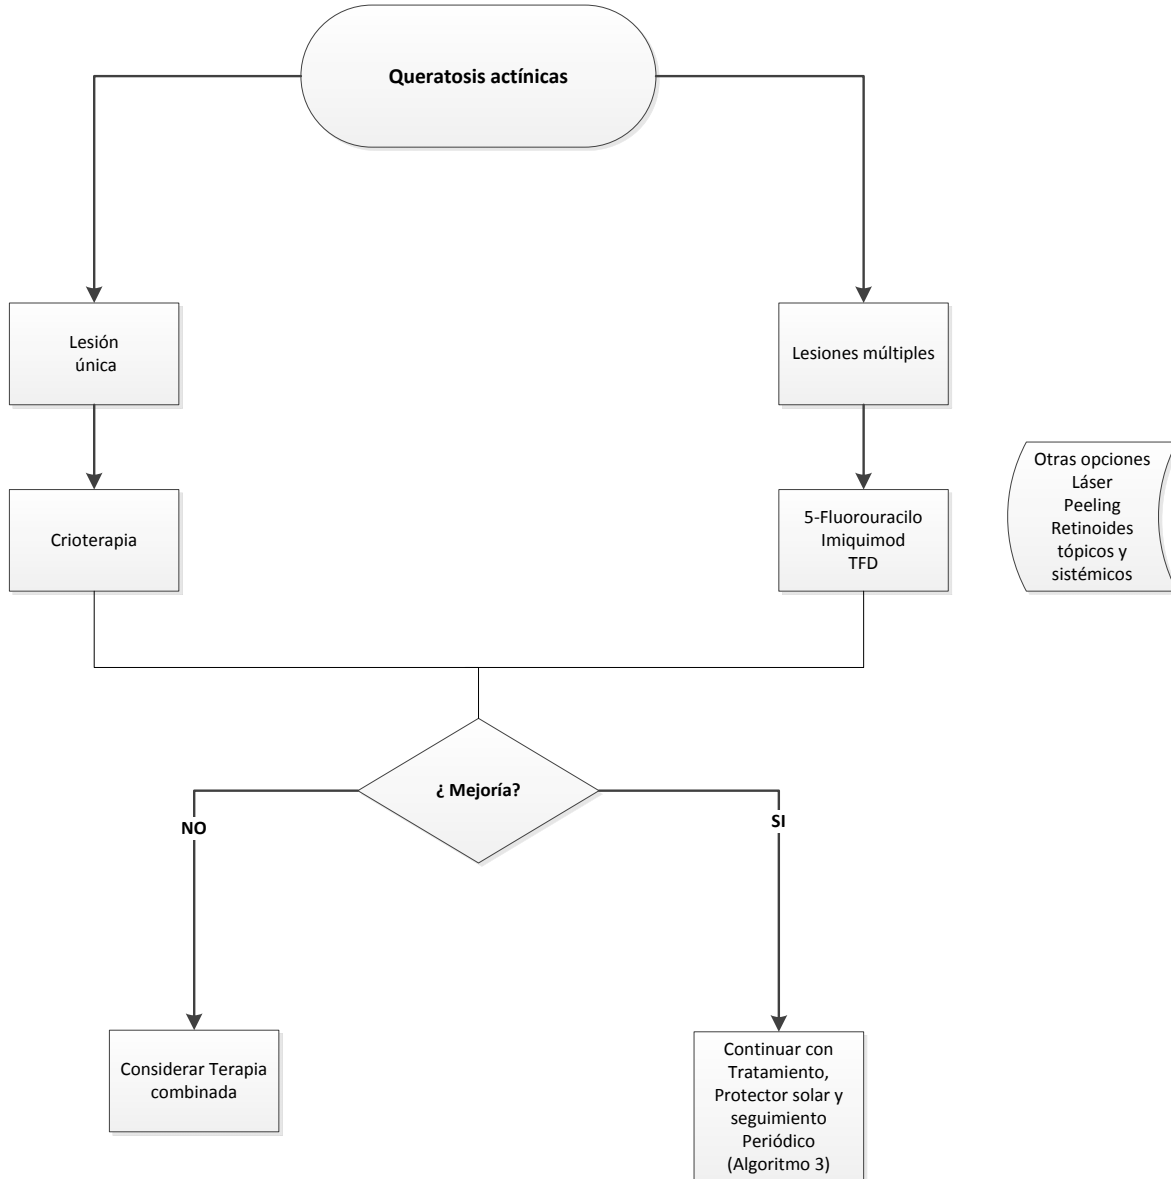 Queratosis actínicas
Lesión
única
Lesiones múltiples
Crioterapia
5-Fluorouracilo
Imiquimod
TFD
Otras opciones
Láser
Peeling
Retinoides
tópicos y
sistémicos
¿ Mejoría?
NO
SI
Considerar Terapia
combinada
Continuar con
Tratamiento,
Protector solar y
seguimiento
Periódico
(Algoritmo 3)